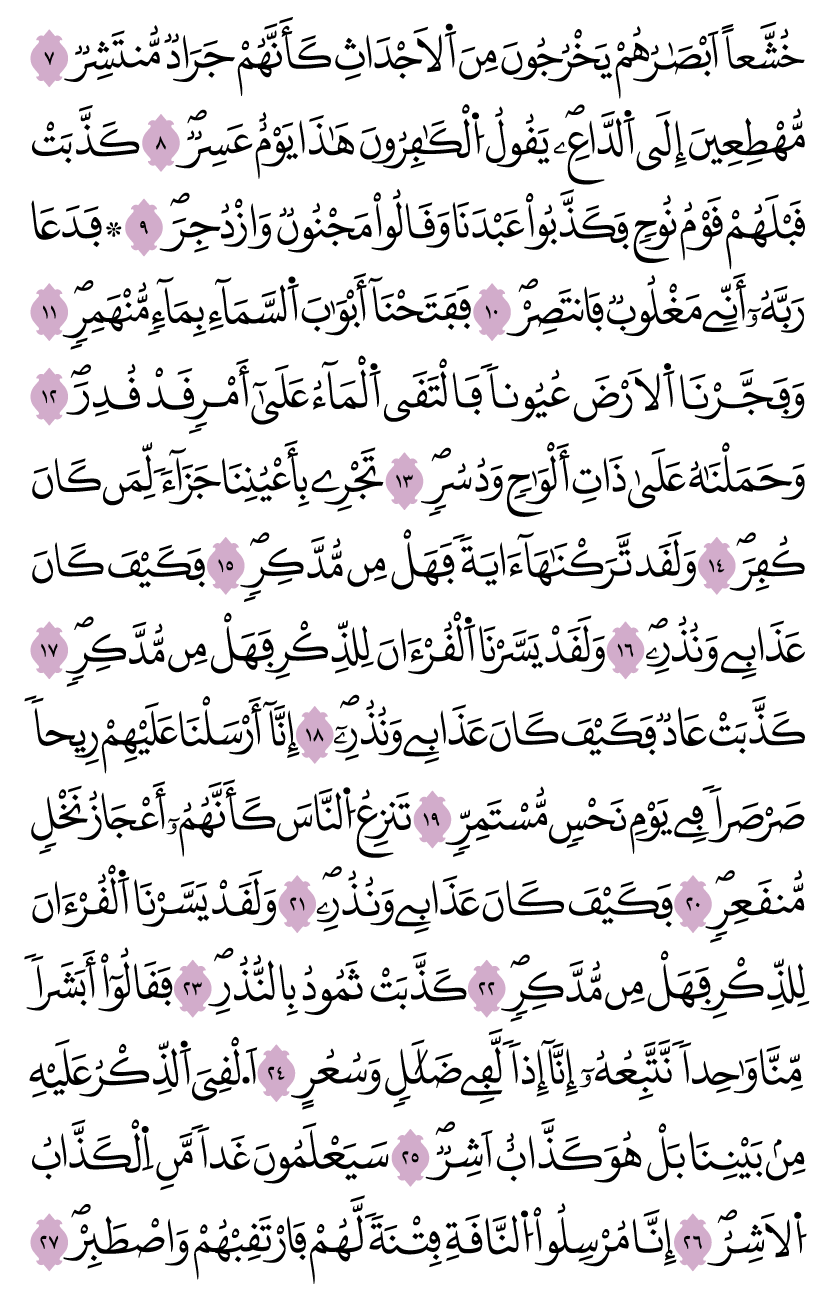 خُشَّعاً اَبْصَٰرُهُمْ يَخْرُجُونَ مِنَ اَ۬لَاجْدَاثِ كَأَنَّهُمْ جَرَادٞ مُّنتَشِرٞ ٧
مُّهْطِعِينَ إِلَي اَ۬لدَّاعِۦۖ يَقُولُ اُ۬لْكَٰفِرُونَ هَٰذَا يَوْمٌ عَسِرٞۖ ٨ كَذَّبَتْ
قَبْلَهُمْ قَوْمُ نُوحٖ فَكَذَّبُواْ عَبْدَنَا وَقَالُواْ مَجْنُونٞ وَازْدُجِرَۖ ٩ ۞ فَدَعَا
رَبَّهُۥٓ أَنِّے مَغْلُوبٞ فَانتَصِرْۖ ١٠ فَفَتَحْنَآ أَبْوَٰبَ اَ۬لسَّمَآءِ بِمَآءٖ مُّنْهَمِرٖۖ ١١
وَفَجَّرْنَا اَ۬لَارْضَ عُيُوناٗ فَالْتَقَي اَ۬لْمَآءُ عَلَىٰٓ أَمْرٖ قَدْ قُدِرَۖ ١٢
وَحَمَلْنَٰهُ عَلَىٰ ذَاتِ أَلْوَٰحٖ وَدُسُرٖۖ ١٣ تَجْرِے بِأَعْيُنِنَا جَزَآءٗ لِّمَن كَانَ
كُفِرَۖ ١٤ وَلَقَد تَّرَكْنَٰهَآ ءَايَةٗ فَهَلْ مِن مُّدَّكِرٖۖ ١٥ فَكَيْفَ كَانَ
عَذَابِے وَنُذُرِۦۖ ١٦ وَلَقَدْ يَسَّرْنَا اَ۬لْقُرْءَانَ لِلذِّكْرِ فَهَلْ مِن مُّدَّكِرٖۖ ١٧
كَذَّبَتْ عَادٞ فَكَيْفَ كَانَ عَذَابِے وَنُذُرِۦٓۖ ١٨ إِنَّآ أَرْسَلْنَا عَلَيْهِمْ رِيحاٗ
صَرْصَراٗ فِے يَوْمِ نَحْسٖ مُّسْتَمِرّٖ ١٩ تَنزِعُ اُ۬لنَّاسَ كَأَنَّهُمُۥٓ أَعْجَازُ نَخْلٖ
مُّنقَعِرٖۖ ٢٠ فَكَيْفَ كَانَ عَذَابِے وَنُذُرِۦۖ ٢١ وَلَقَدْ يَسَّرْنَا اَ۬لْقُرْءَانَ
لِلذِّكْرِ فَهَلْ مِن مُّدَّكِرٖۖ ٢٢ كَذَّبَتْ ثَمُودُ بِالنُّذُرِۖ ٢٣ فَقَالُوٓاْ أَبَشَراٗ
مِّنَّا وَٰحِداٗ نَّتَّبِعُهُۥٓ إِنَّآ إِذاٗ لَّفِے ضَلَٰلٖ وَسُعُرٍ ٢٤ اَ۟لْقِيَ اَ۬لذِّكْرُ عَلَيْهِ
مِنۢ بَيْنِنَا بَلْ هُوَ كَذَّابٌ اَشِرٞۖ ٢٥ سَيَعْلَمُونَ غَداٗ مَّنِ اِ۬لْكَذَّابُ
اُ۬لَاشِرُۖ ٢٦ إِنَّا مُرْسِلُواْ اُ۬لنَّاقَةِ فِتْنَةٗ لَّهُمْ فَارْتَقِبْهُمْ وَاصْطَبِرْۖ ٢٧